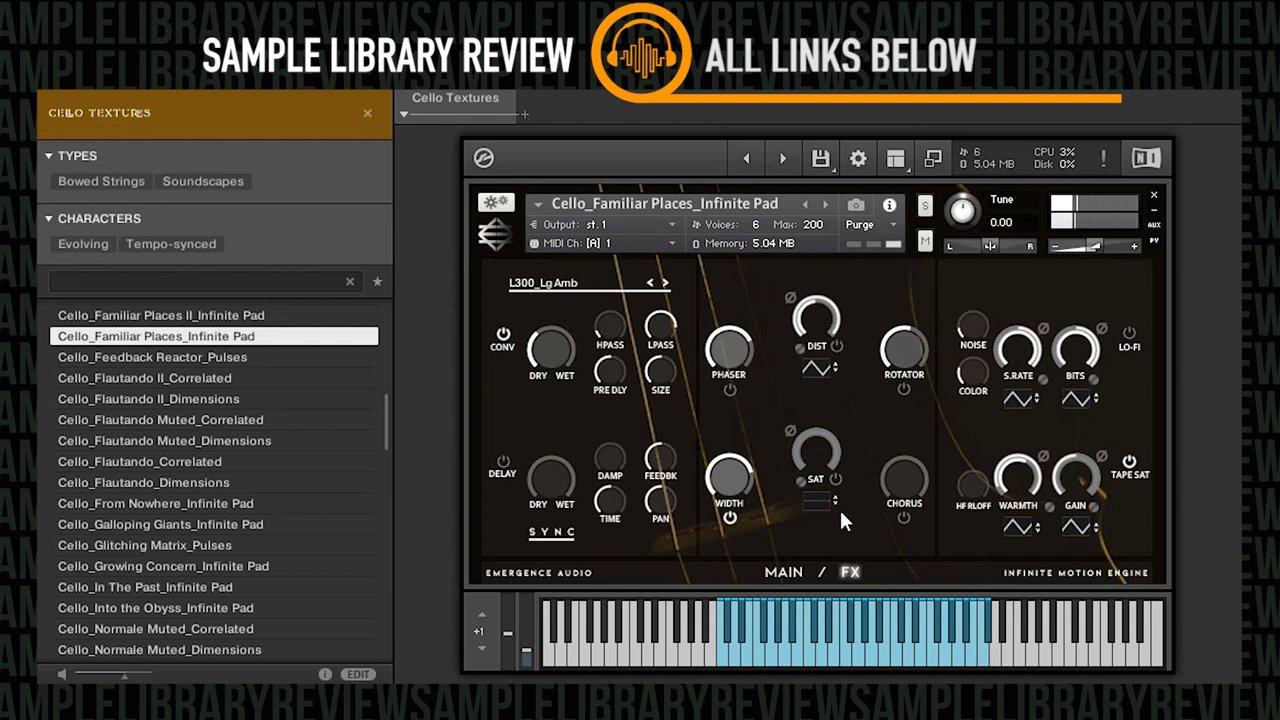 SAMPLE LIBRARY REVIEW
ALL LINKS BELOW
CELLO TEXTURES
TYPES
Bowed Strings
Soundscapes
CHARACTERS
Evolving
Tempo-synced
Cello_Familiar Places II_Infinite Pad
Cello_Familiar Places_Infinite Pad
Cello_Feedback Reactor_Pulses
Cello_Flautando II_Correlated
Cello_Flautando II_Dimensions
Cello_Flautando Muted_Correlated
Cello_Flautando Muted_Dimensions
Cello_Flautando_Correlated
Cello_Flautando_Dimensions
Cello_From Nowhere_Infinite Pad
Cello_Galloping Giants_Infinite Pad
Cello_Glitching Matrix_Pulses
Cello_Growing Concern_Infinite Pad
Cello_In The Past_Infinite Pad
Cello_Into the Obyss_Infinite Pad
Cello_Normale Muted_Correlated
Cello_Normale Muted_Dimensions
EDIT
Cello Textures
6
5.04 MB
CPU 3%
Disk 0%
Cello_Familiar Places_Infinite Pad
Output: st.1
Voices: 6 Max: 200
Purge
MIDI Ch: [A] 1
Memory: 5.04 MB
S
M
Tune
0.00
L
R
AUX
PV
L300_Lg Amb
CONV
DRY WET
HPASS
LPASS
PRE DLY
SIZE
PHASER
DIST
ROTATOR
NOISE
COLOR
S.RATE
BITS
LO-FI
DELAY
DRY WET
SYNC
DAMP
FEEDBK
TIME
PAN
WIDTH
SAT
CHORUS
HF RLOFF
WARMTH
GAIN
TAPE SAT
EMERGENCE AUDIO
MAIN / FX
INFINITE MOTION ENGINE
+1